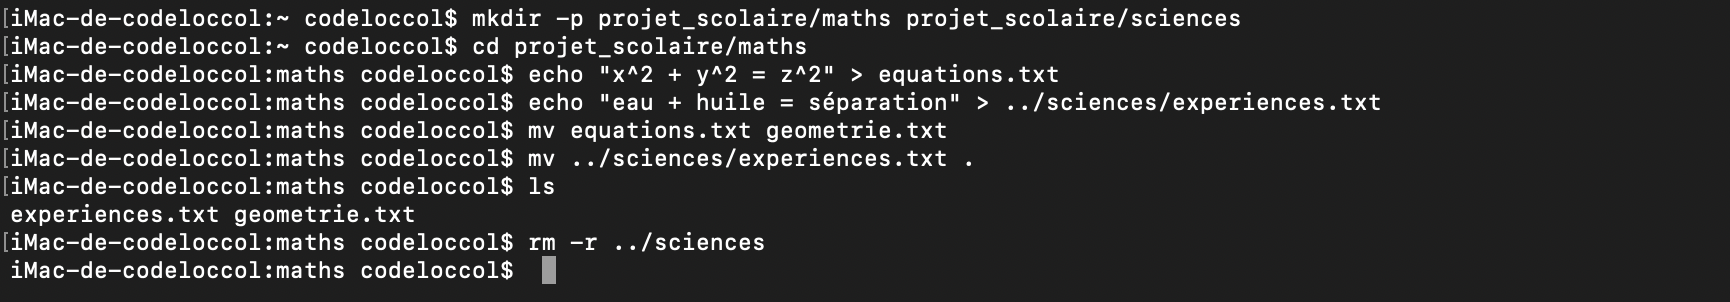 [iMac-de-codeloccol:~ codeloccol$ mkdir -p projet_scolaire/maths projet_scolaire/sciences
[iMac-de-codeloccol:~ codeloccol$ cd projet_scolaire/maths
[iMac-de-codeloccol:maths codeloccol$ echo "x^2 + y^2 = z^2" > equations.txt
[iMac-de-codeloccol:maths codeloccol$ echo "eau + huile = séparation" > ../sciences/experiences.txt
[iMac-de-codeloccol:maths codeloccol$ mv equations.txt geometrie.txt
[iMac-de-codeloccol:maths codeloccol$ mv ../sciences/experiences.txt .
[iMac-de-codeloccol:maths codeloccol$ ls
experiences.txt geometrie.txt
[iMac-de-codeloccol:maths codeloccol$ rm -r ../sciences
iMac-de-codeloccol:maths codeloccol$